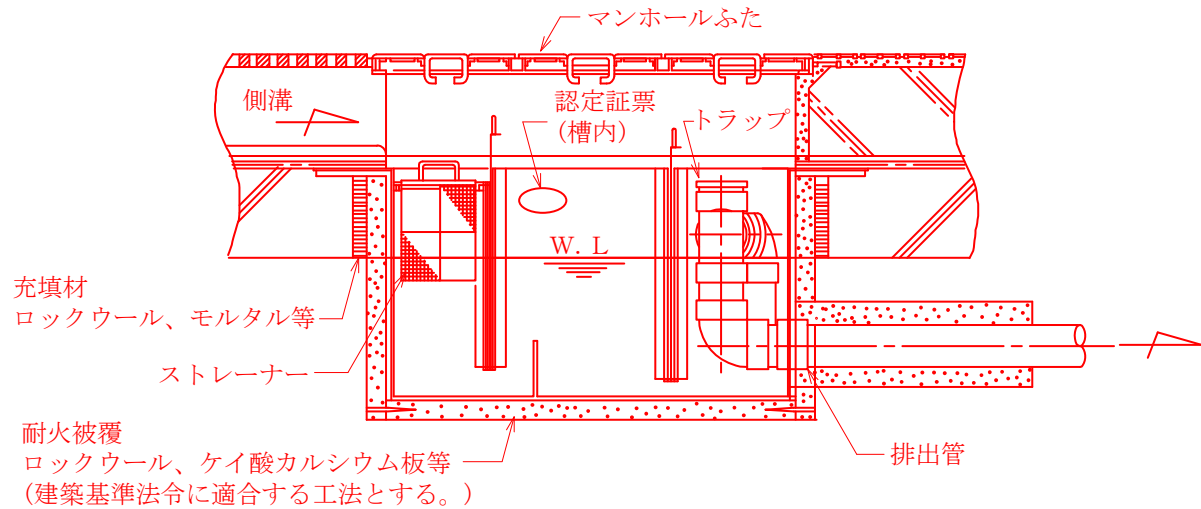 マンホールふた
側溝
認定証票
(槽内)
トラップ
W. L
充填材
ロックウール、モルタル等
ストレーナー
耐火被覆
ロックウール、ケイ酸カルシウム板等
(建築基準法令に適合する工法とする。)
排出管